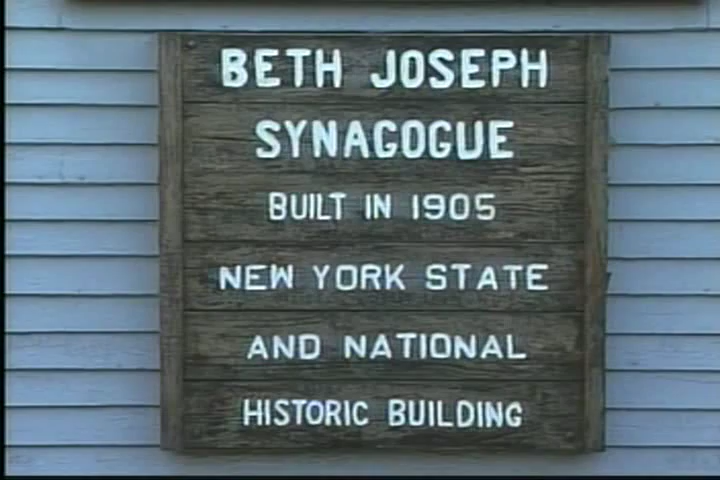 BETH JOSEPH
SYNAGOGUE
BUILT IN 1905
NEW YORK STATE
AND NATIONAL
HISTORIC BUILDING